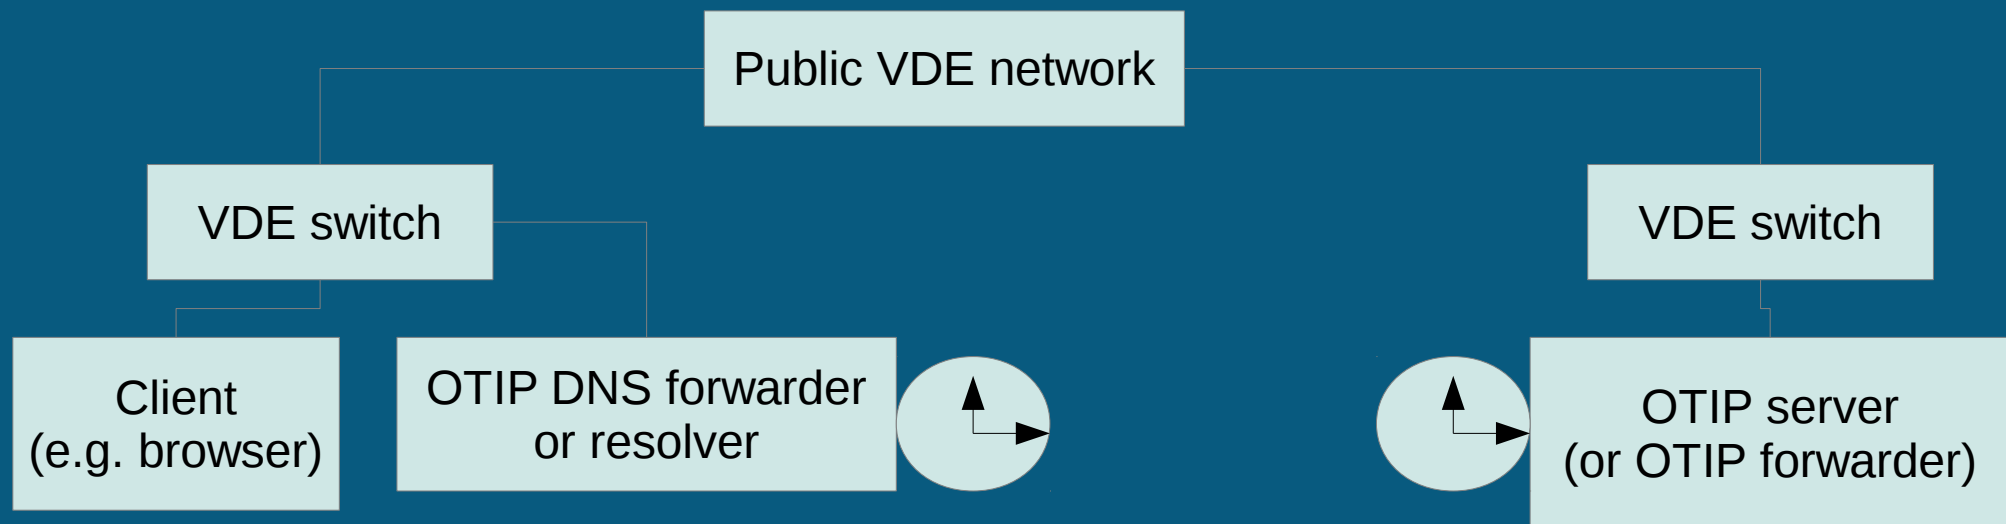 Public VDE network
VDE switch
VDE switch
Client
(e.g. browser)
OTIP DNS forwarder
or resolver
OTIP server
(or OTIP forwarder)